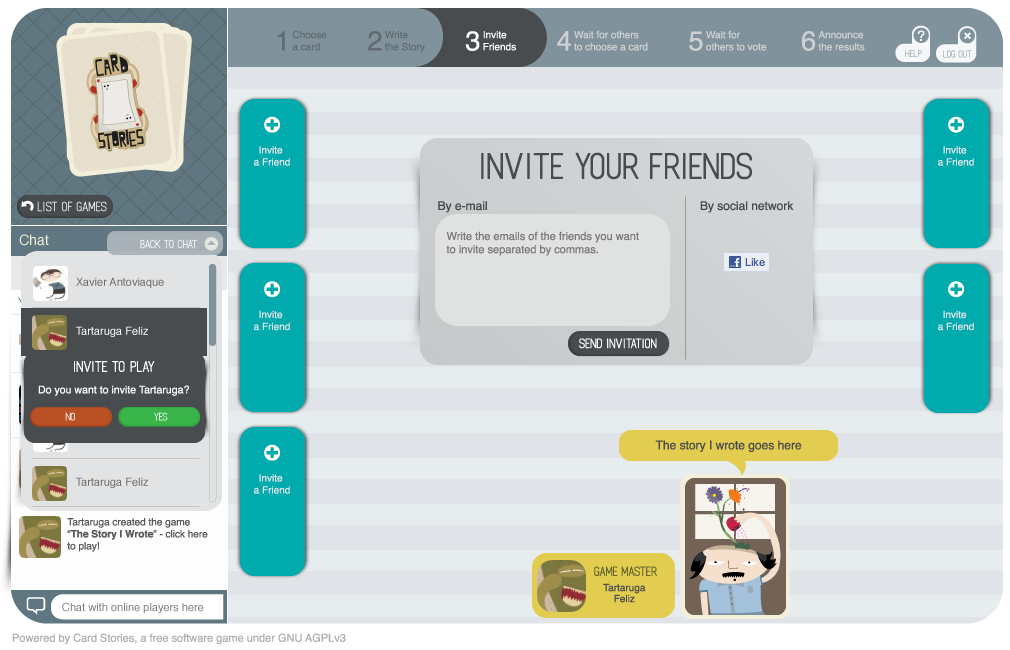 CARD
STORIES
LIST OF GAMES
1 Choose
a card
2 Write
the Story
3 Invite
Friends
4 Wait for others
to choose a card
5 Wait for
others to vote
6 Announce
the results
?
HELP
LOG OUT
Chat
BACK TO CHAT
Xavier Antoviaque
Tartaruga Feliz
INVITE TO PLAY
Do you want to invite Tartaruga?
NO
YES
Tartaruga Feliz
Tartaruga created the game
"The Story I Wrote" - click here
to play!
Chat with online players here
Invite
a Friend
Invite
a Friend
Invite
a Friend
INVITE YOUR FRIENDS
By e-mail
Write the emails of the friends you want
to invite separated by commas.
SEND INVITATION
By social network
f Like
Invite
a Friend
Invite
a Friend
The story I wrote goes here
GAME MASTER
Tartaruga
Feliz
Powered by Card Stories, a free software game under GNU AGPLv3